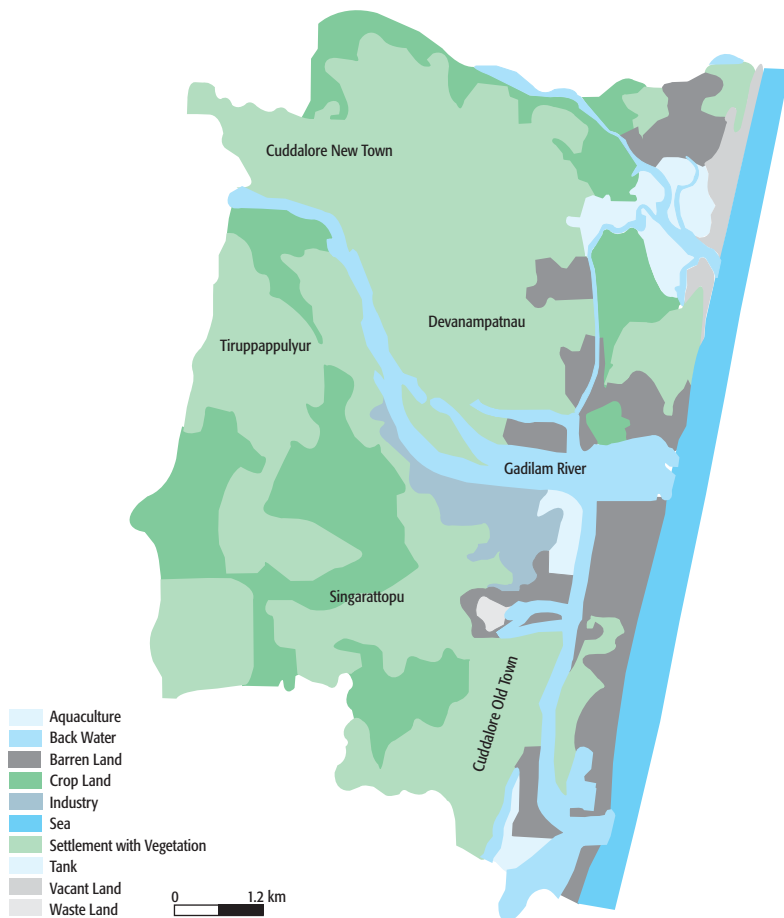 Cuddalore New Town
Devanampatnau
Tiruppappulyur
Gadilam River
Singarattopu
Cuddalore Old Town
Aquaculture
Back Water
Barren Land
Crop Land
Industry
Sea
Settlement with Vegetation
Tank
Vacant Land
Waste Land
0 1.2 km